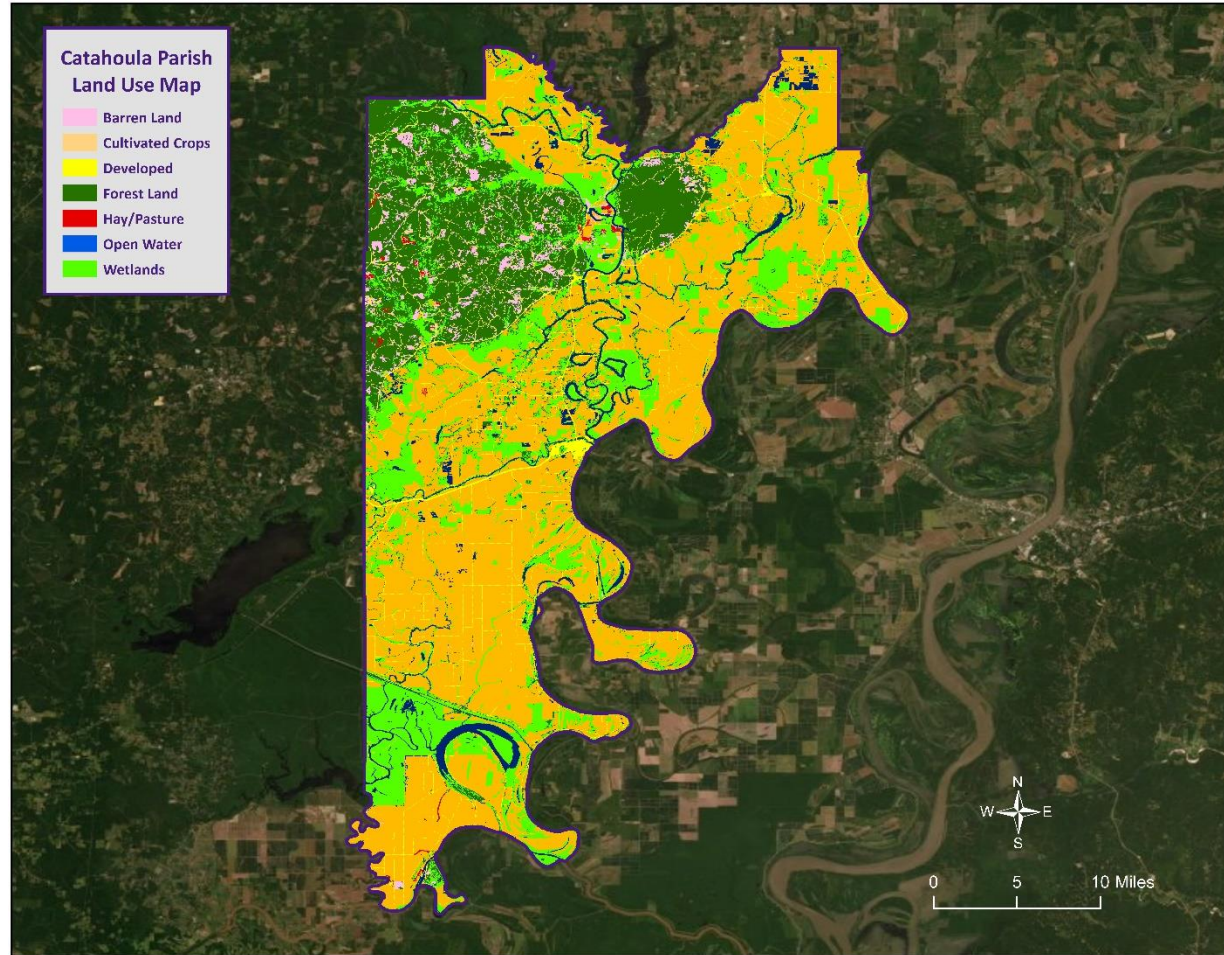 Catahoula Parish
Land Use Map
Barren Land
Cultivated Crops
Developed
Forest Land
Hay/Pasture
Open Water
Wetlands
N
W E
S
0 5 10 Miles